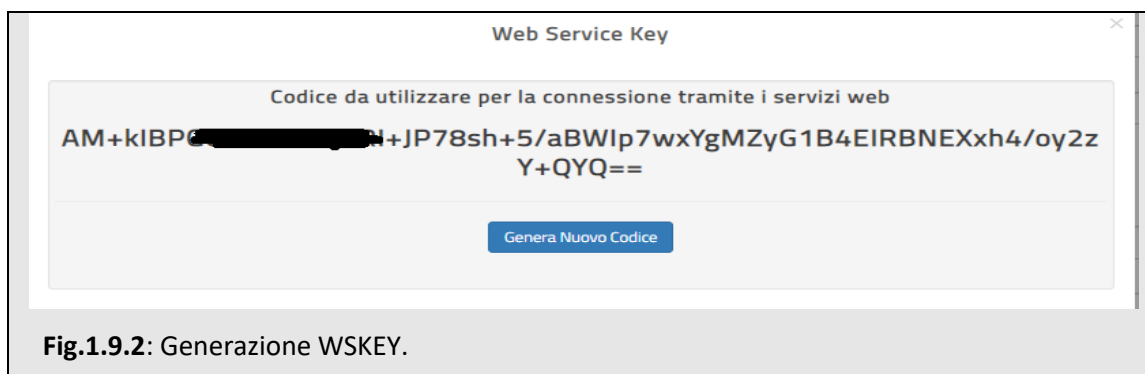 Web Service Key
Codice da utilizzare per la connessione tramite i servizi web
AM+kIBP +JP78sh+5/aBWIp7wxYgMZyG1B4EIRBNEXxh4/oy2z
Y+QYQ==
Genera Nuovo Codice
Fig.1.9.2: Generazione WSKEY.